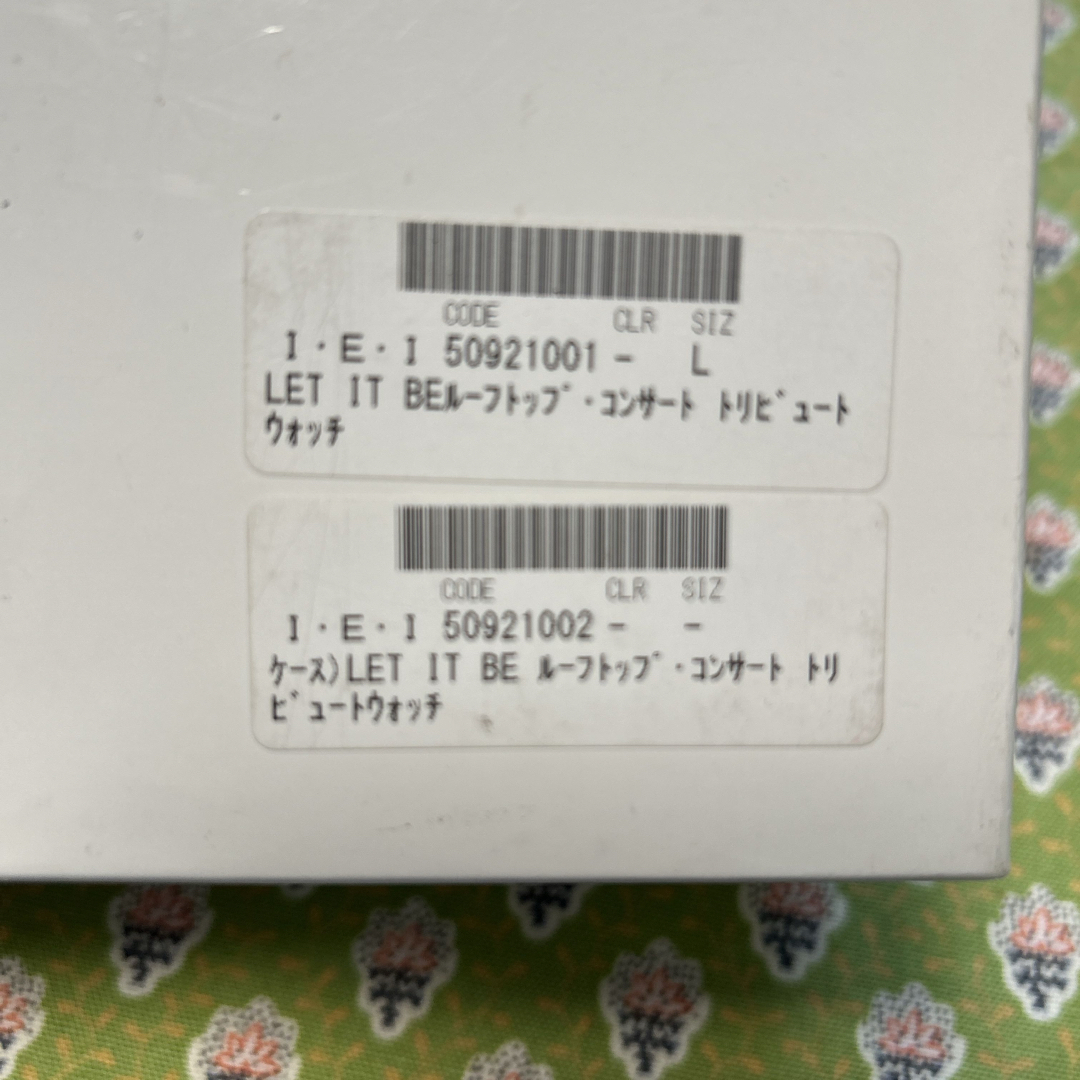 CODE CLR SIZ
I・E・I 50921001 - L
LET IT BEルーフトップ・コンサート トリビュート
ウォッチ
CODE CLR SIZ
I・E・I 50921002 - -
ケース)LET IT BE ルーフトップ・コンサート トリ
ビュートウォッチ